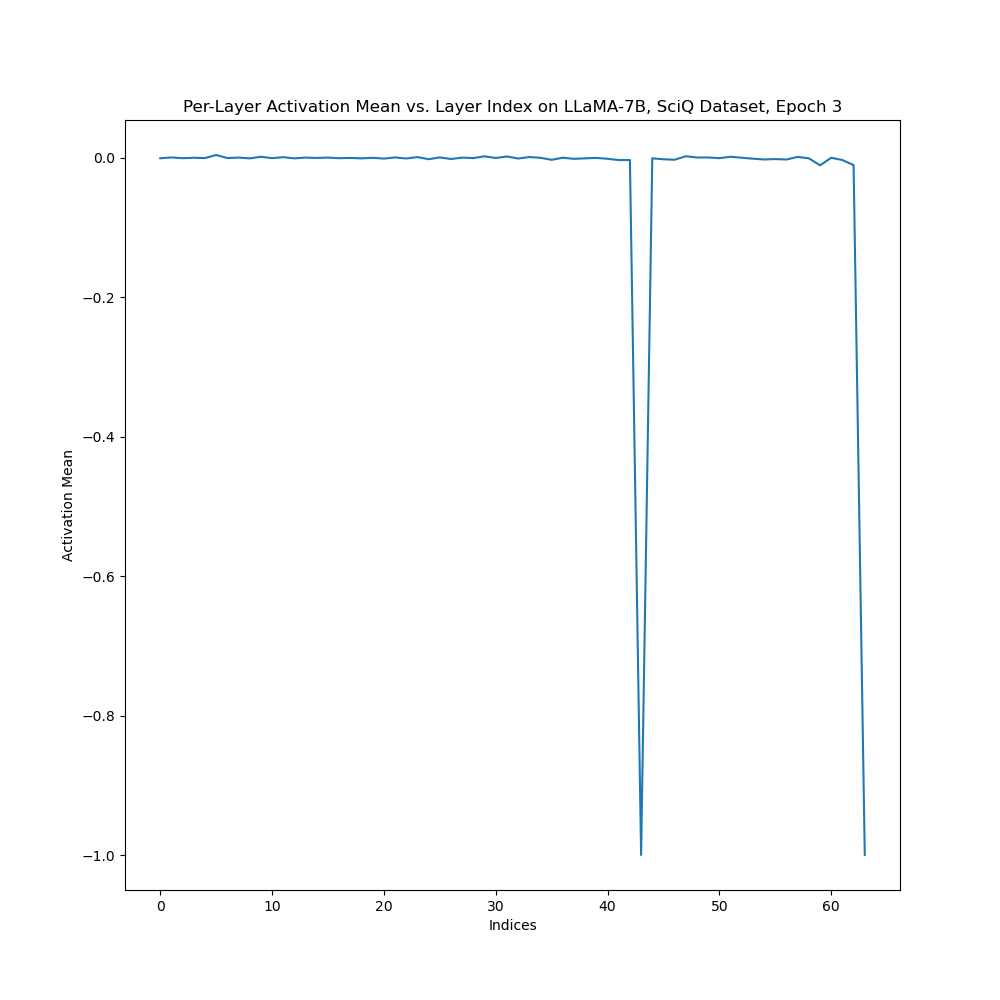 Per-Layer Activation Mean vs. Layer Index on LLaMA-7B, SciQ Dataset, Epoch 3
Activation Mean
0.0
−0.2
−0.4
−0.6
−0.8
−1.0
0 10 20 30 40 50 60
Indices